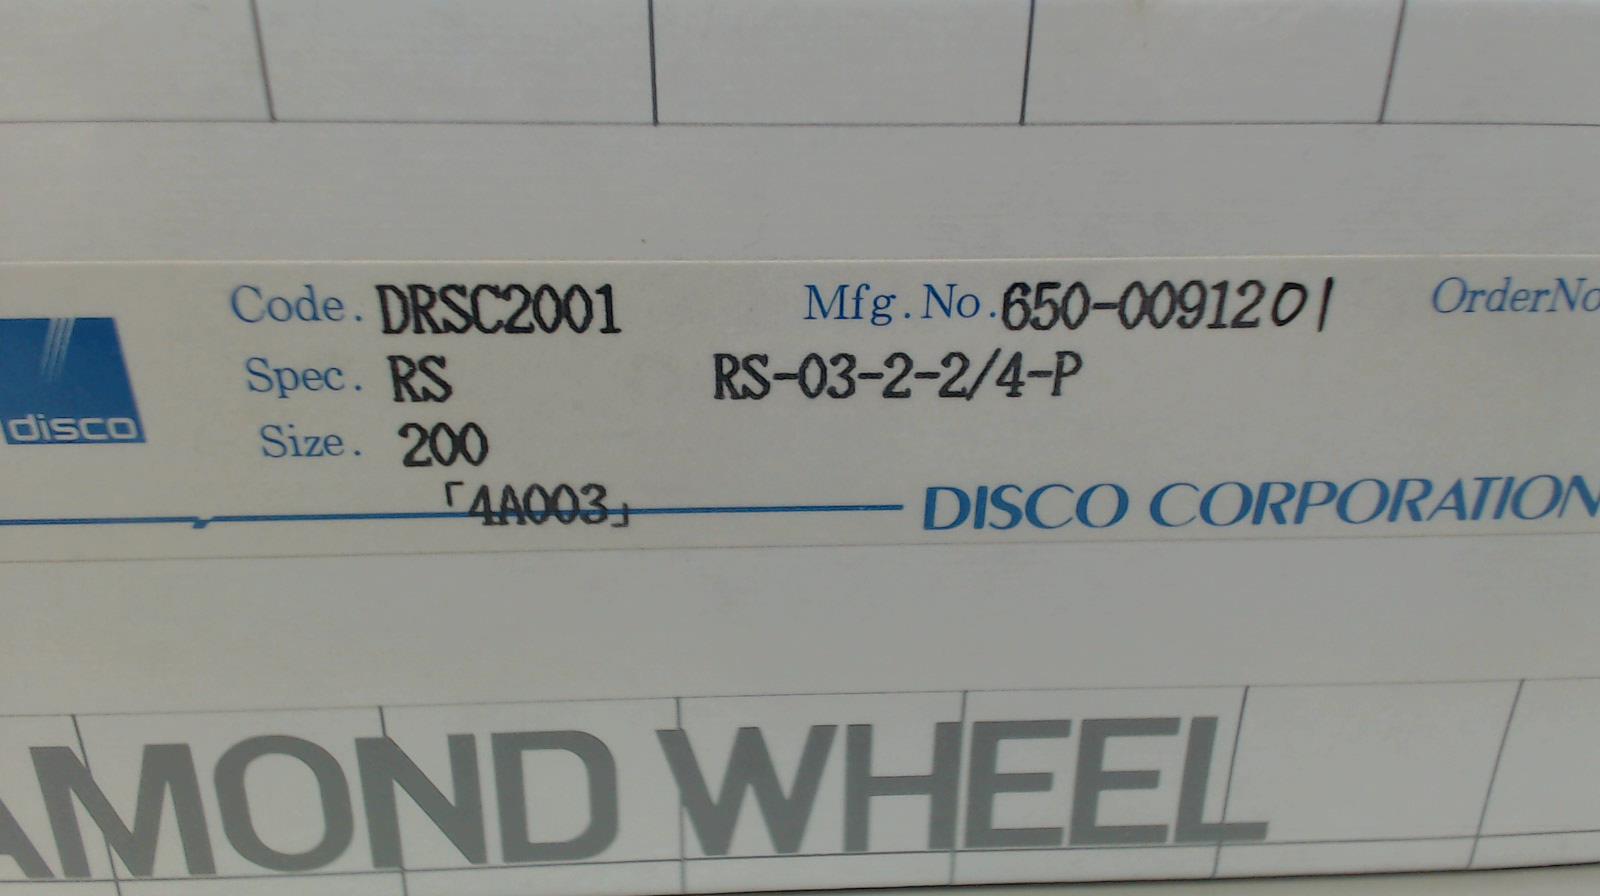 Code. DRSC2001 Mfg. No. 650-0091201 OrderNo
disco
Spec. RS RS-03-2-2/4-P
Size. 200
「4A003」
DISCO CORPORATION
AMOND WHEEL